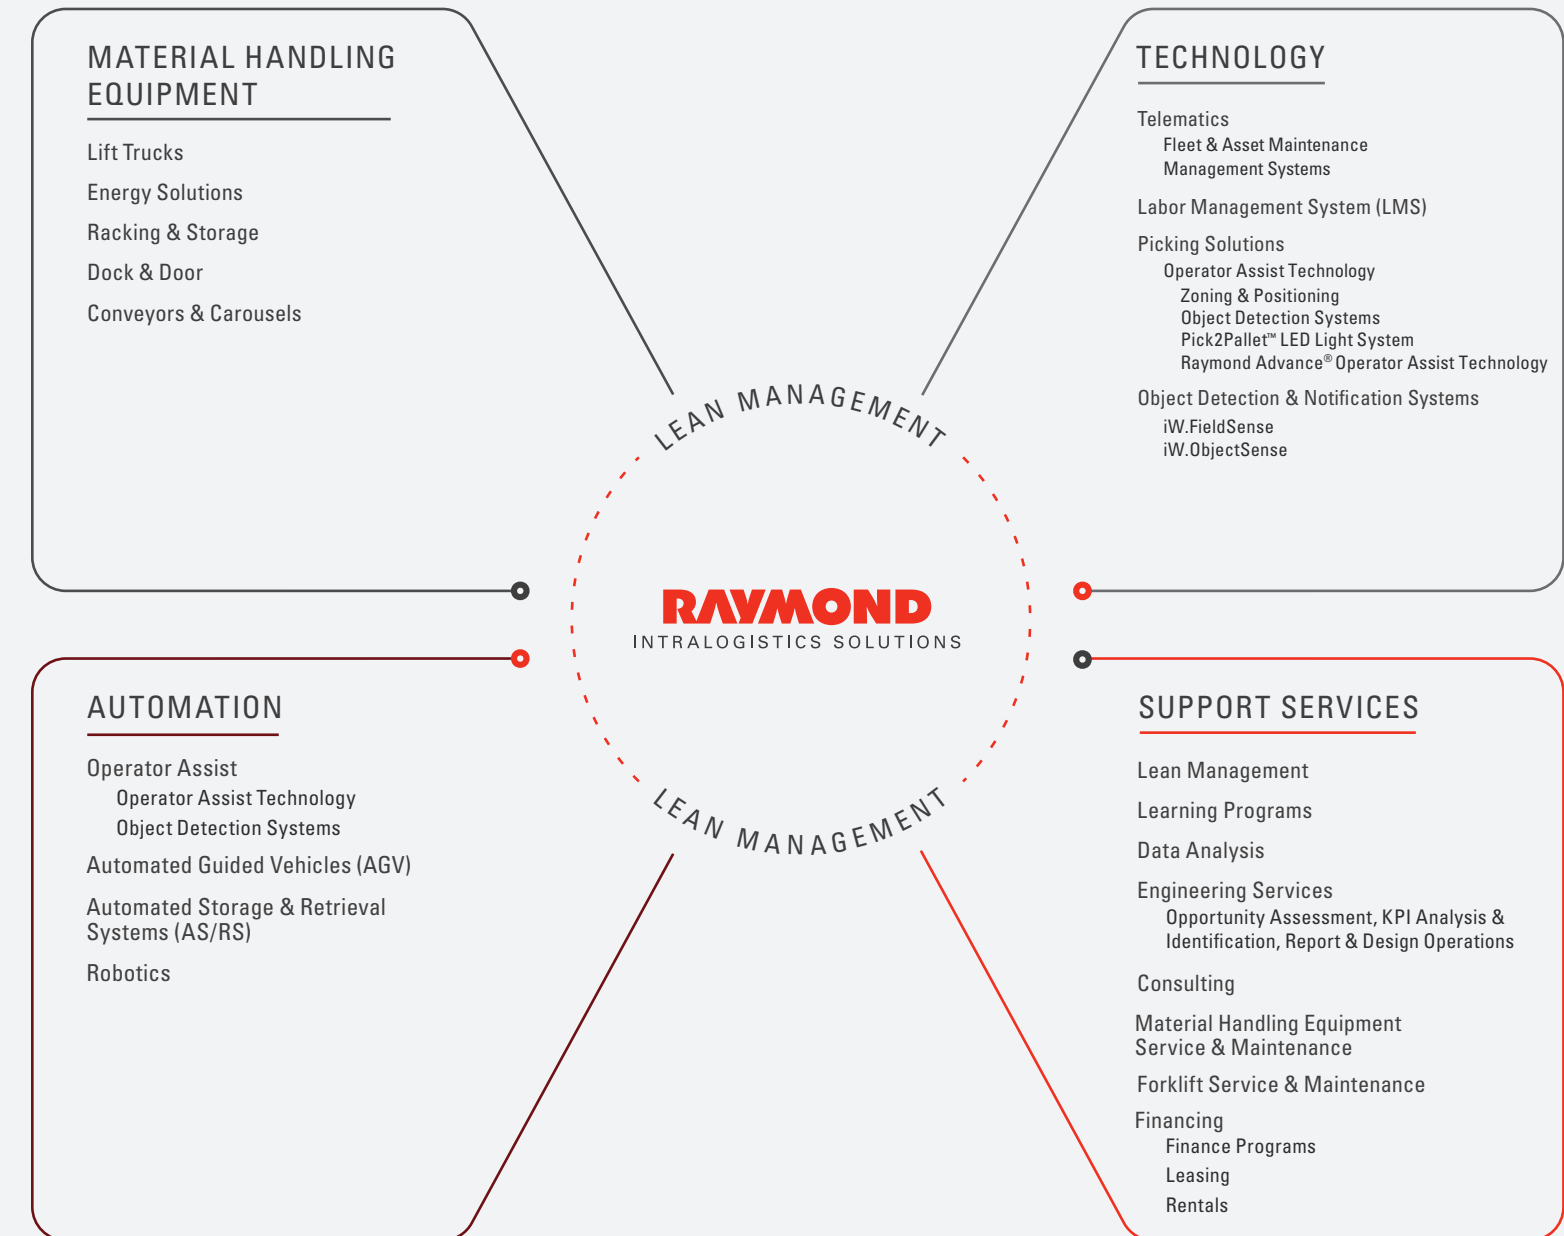 MATERIAL HANDLING
EQUIPMENT
Lift Trucks
Energy Solutions
Racking & Storage
Dock & Door
Conveyors & Carousels
TECHNOLOGY
Telematics
Fleet & Asset Maintenance
Management Systems
Labor Management System (LMS)
Picking Solutions
Operator Assist Technology
Zoning & Positioning
Object Detection Systems
Pick2Pallet™ LED Light System
Raymond Advance® Operator Assist Technology
Object Detection & Notification Systems
iW.FieldSense
iW.ObjectSense
LEAN MANAGEMENT
RAYMOND
INTRALOGISTICS SOLUTIONS
LEAN MANAGEMENT
AUTOMATION
Operator Assist
Operator Assist Technology
Object Detection Systems
Automated Guided Vehicles (AGV)
Automated Storage & Retrieval
Systems (AS/RS)
Robotics
SUPPORT SERVICES
Lean Management
Learning Programs
Data Analysis
Engineering Services
Opportunity Assessment, KPI Analysis &
Identification, Report & Design Operations
Consulting
Material Handling Equipment
Service & Maintenance
Forklift Service & Maintenance
Financing
Finance Programs
Leasing
Rentals